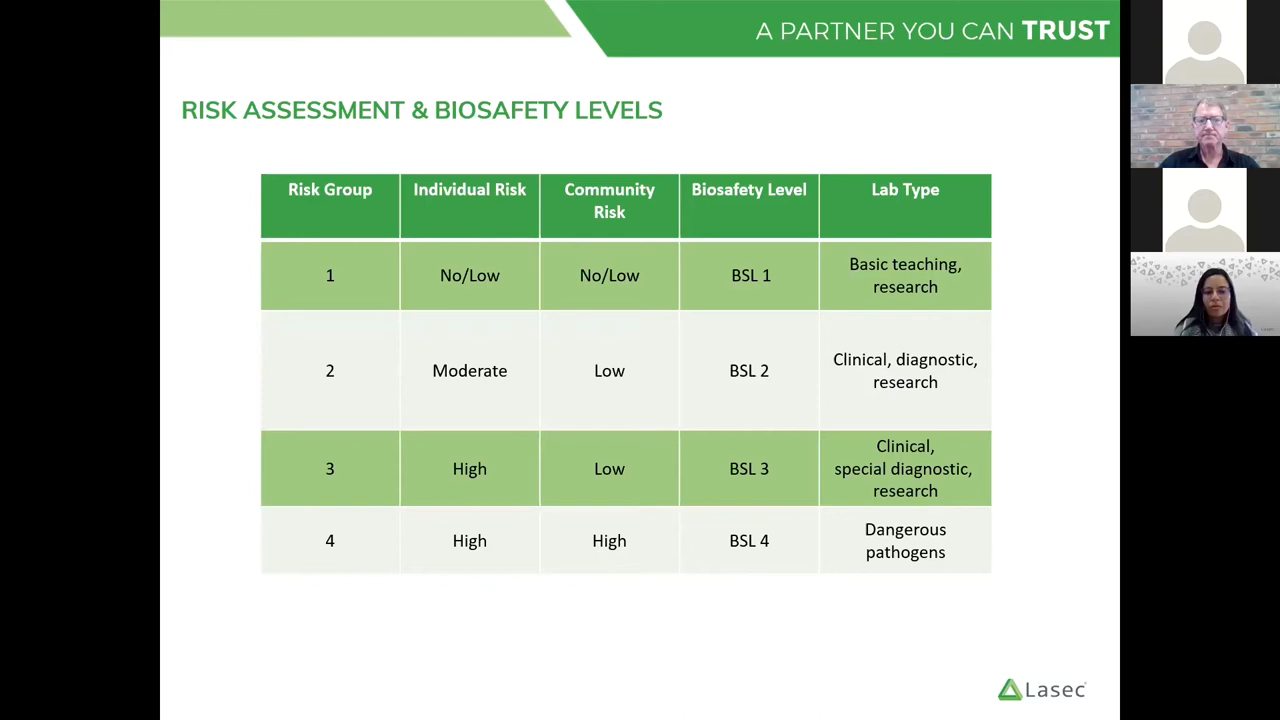 A PARTNER YOU CAN TRUST
RISK ASSESSMENT & BIOSAFETY LEVELS
Risk Group
Individual Risk
Community
Risk
Biosafety Level
Lab Type
1
No/Low
No/Low
BSL 1
Basic teaching,
research
2
Moderate
Low
BSL 2
Clinical, diagnostic,
research
3
High
Low
BSL 3
Clinical,
special diagnostic,
research
4
High
High
BSL 4
Dangerous
pathogens
Lasec